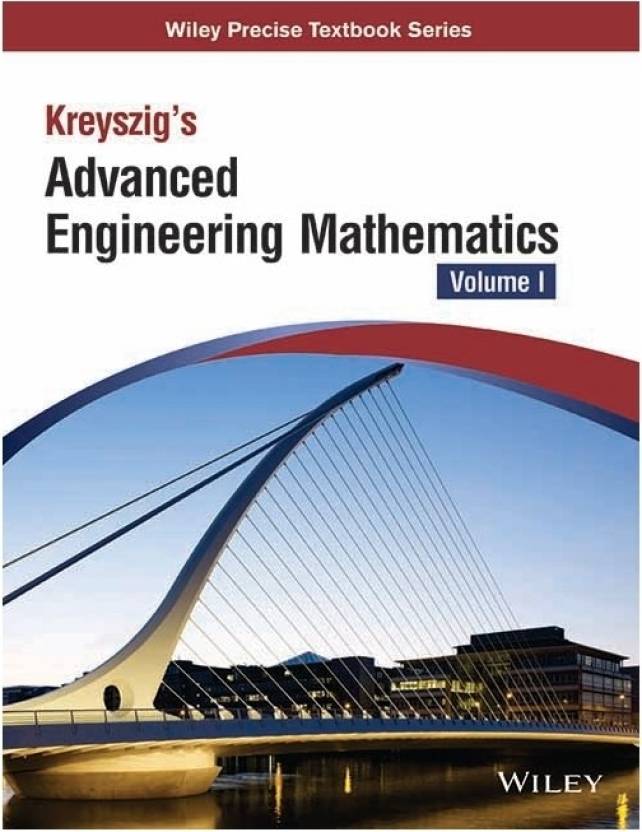 Wiley Precise Textbook Series
Kreyszig's
Advanced
Engineering Mathematics
Volume I
WILEY